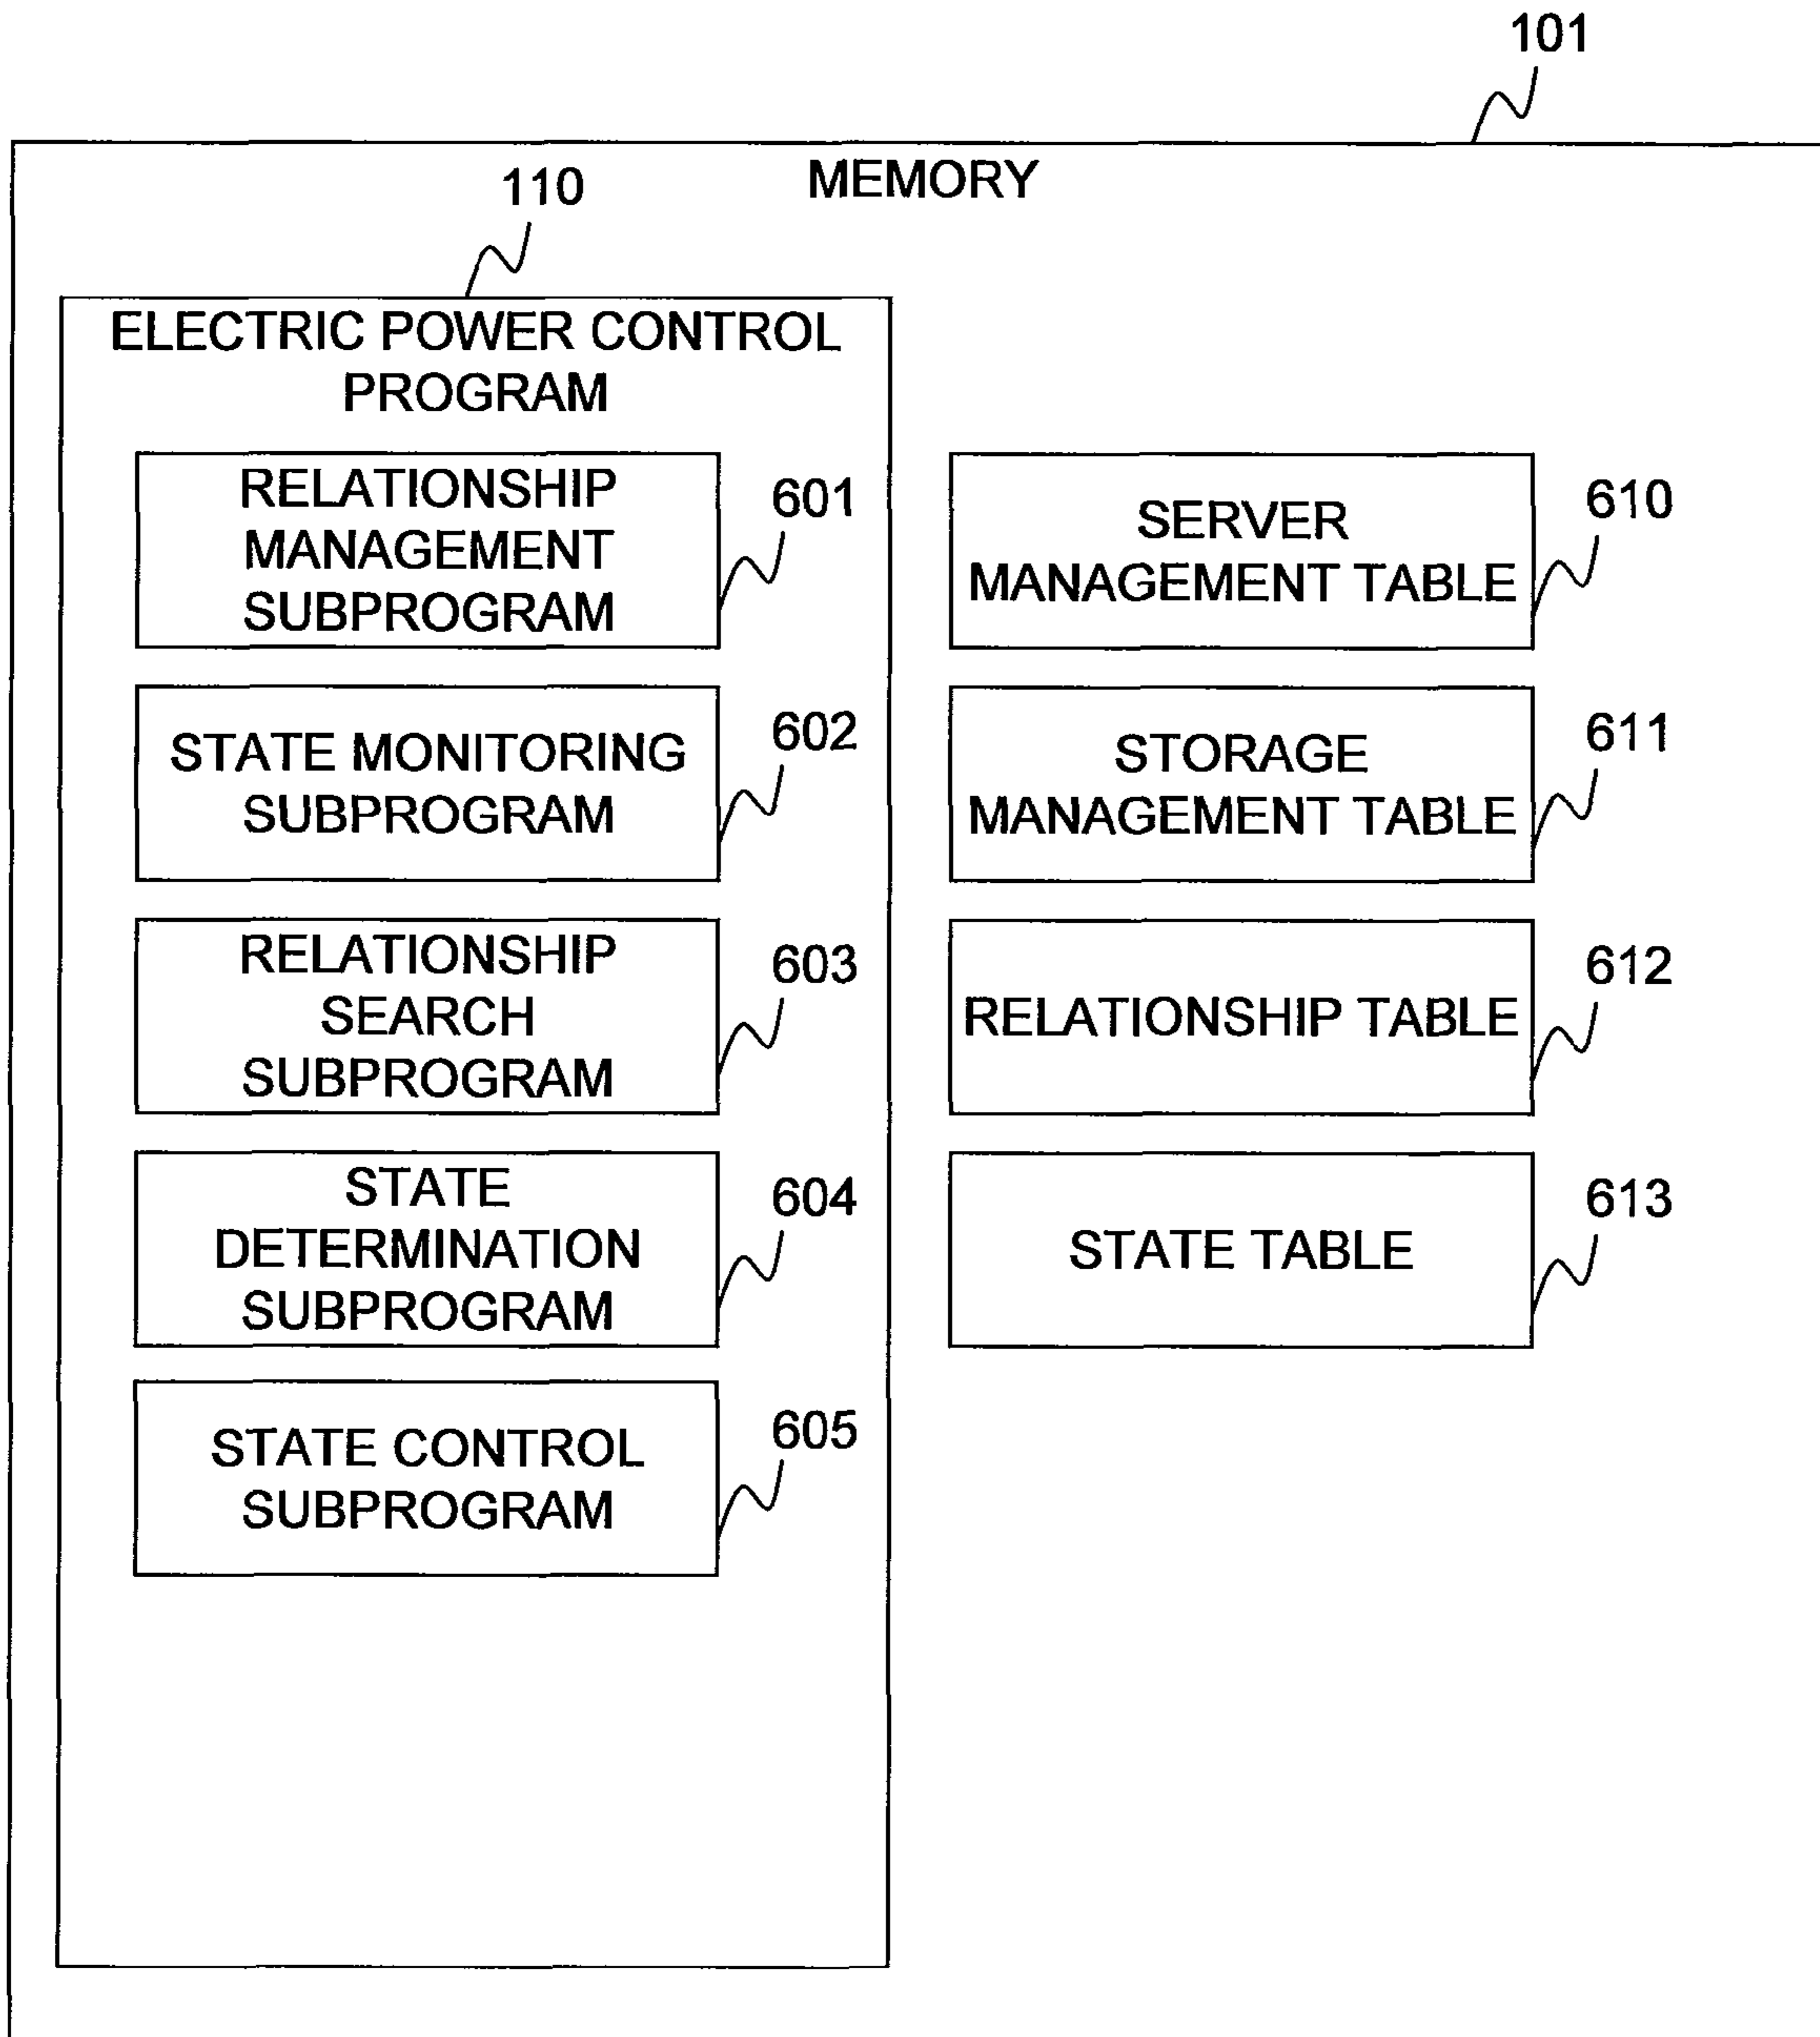 101
MEMORY
110
ELECTRIC POWER CONTROL
PROGRAM
RELATIONSHIP
MANAGEMENT
SUBPROGRAM
601
STATE MONITORING
SUBPROGRAM
602
RELATIONSHIP
SEARCH
SUBPROGRAM
603
STATE
DETERMINATION
SUBPROGRAM
604
STATE CONTROL
SUBPROGRAM
605
SERVER
MANAGEMENT TABLE
610
STORAGE
MANAGEMENT TABLE
611
RELATIONSHIP TABLE
612
STATE TABLE
613